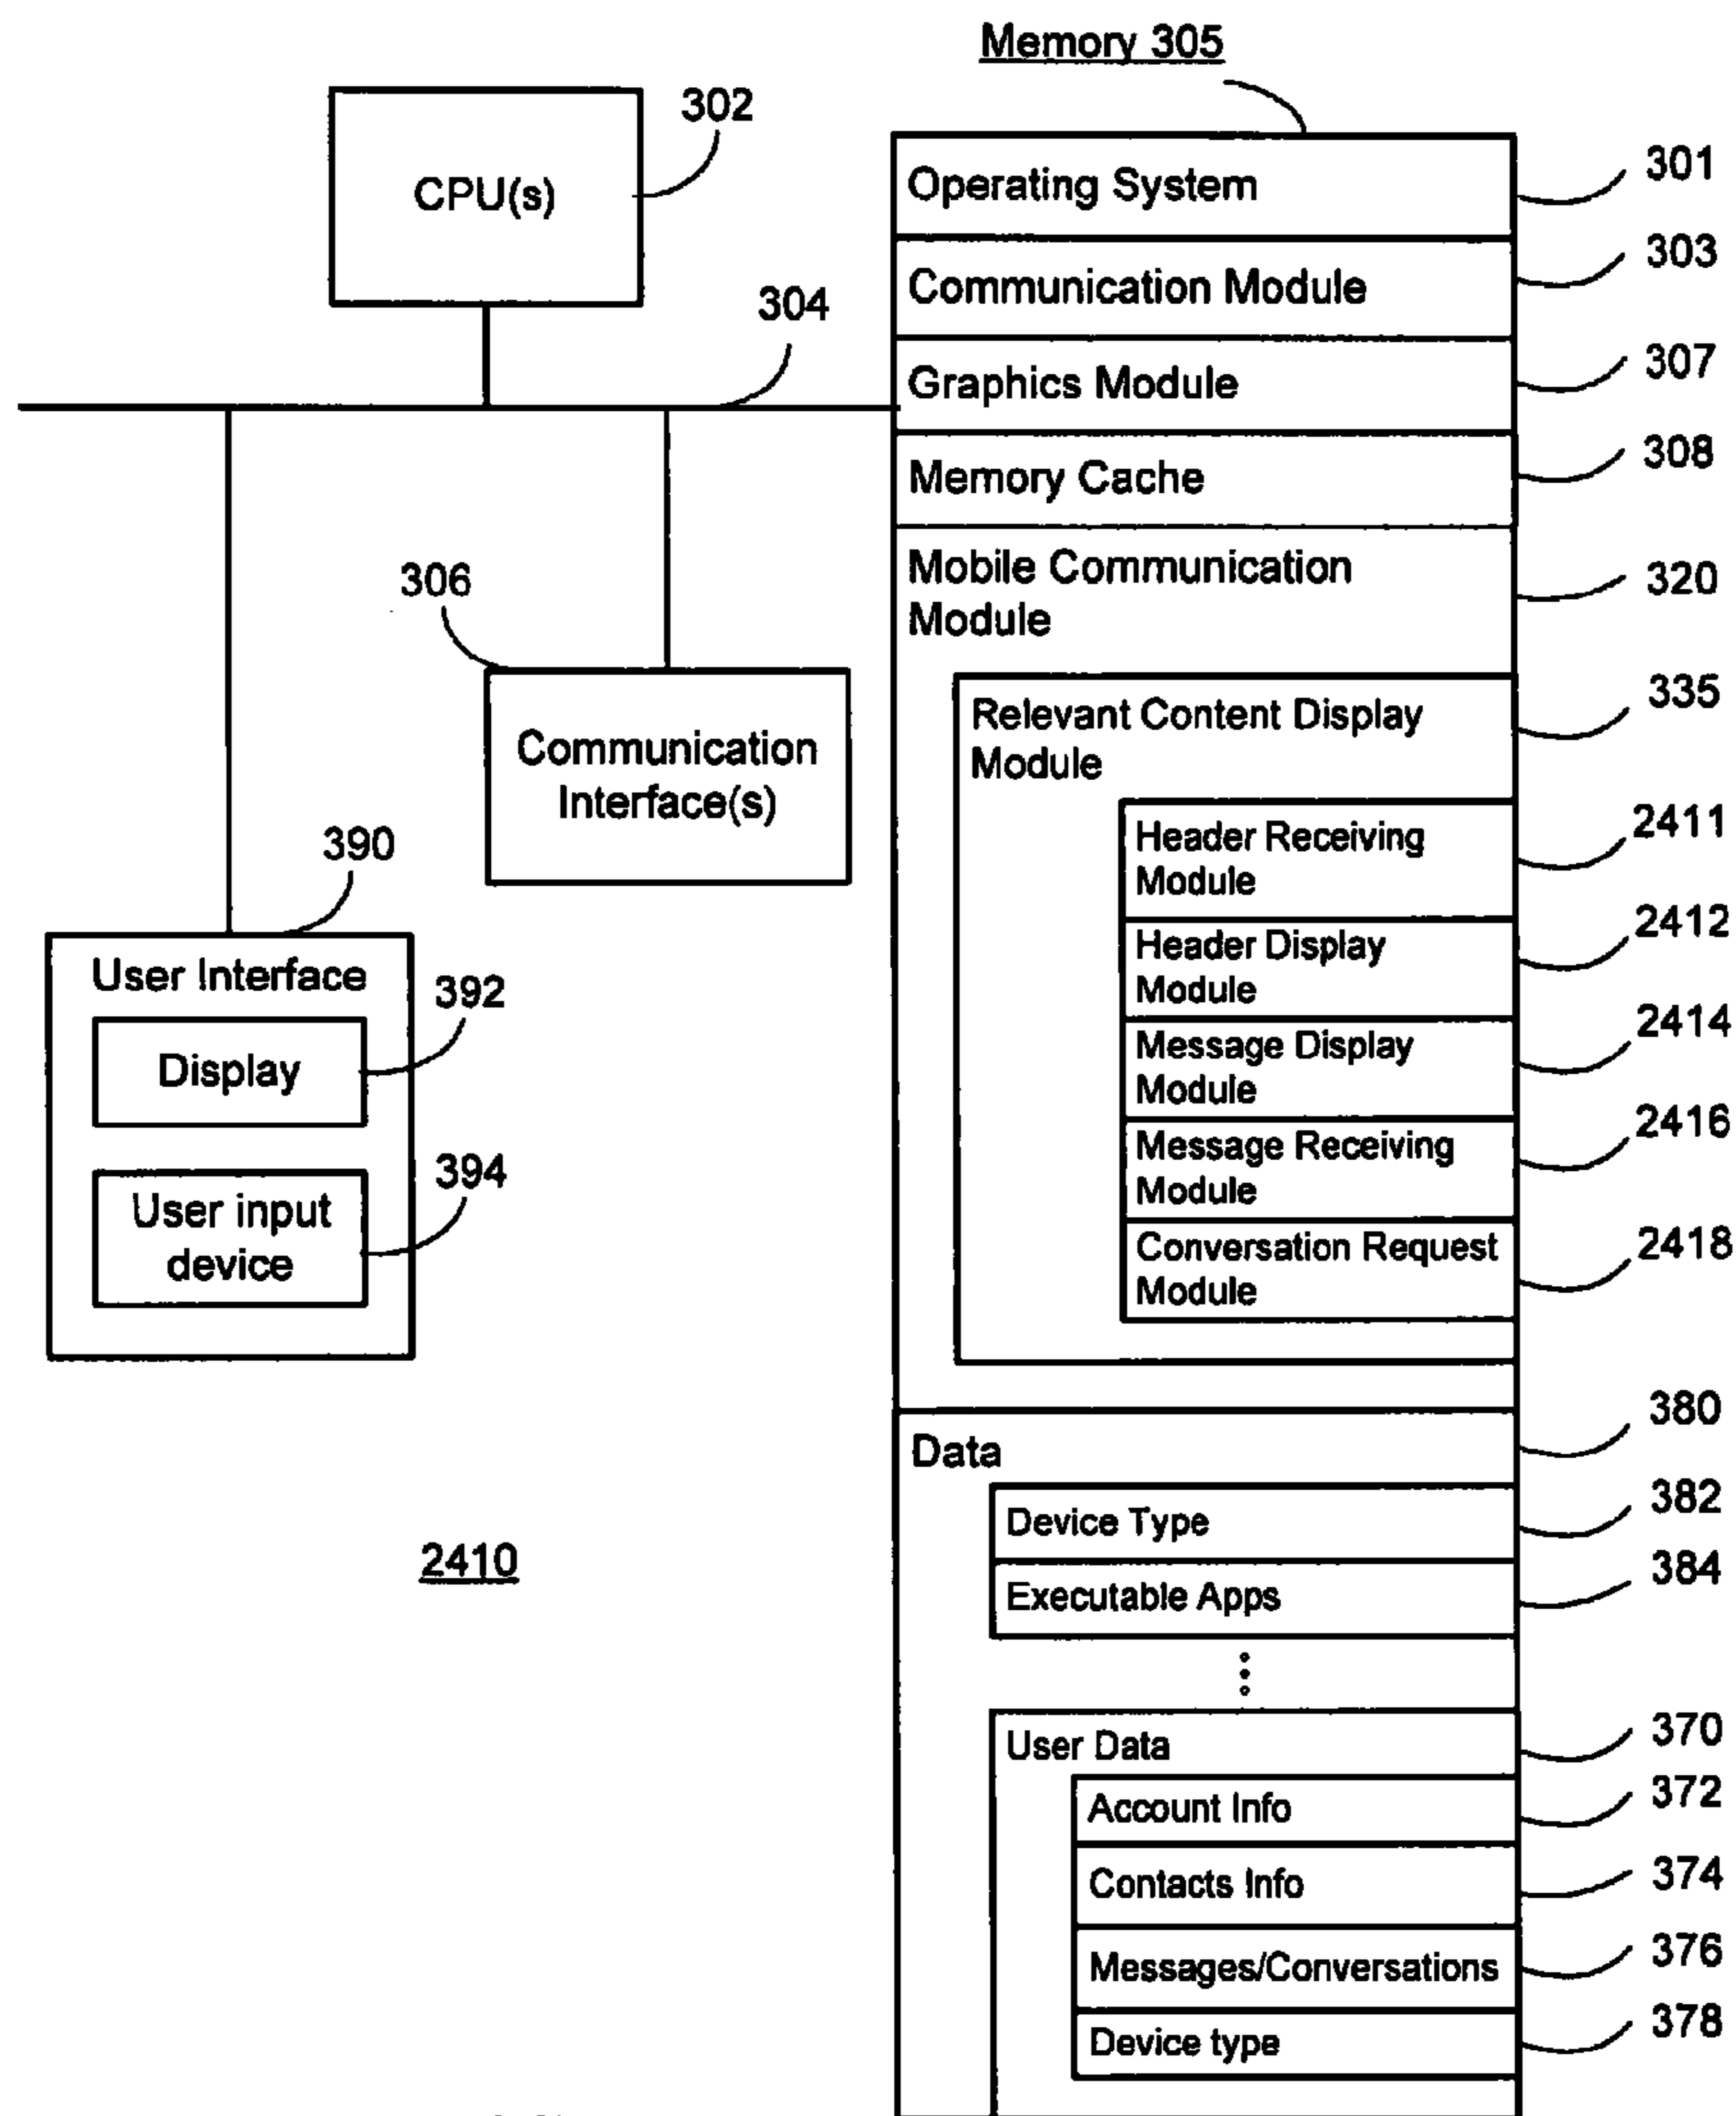 Memory 305
302
CPU(s)
304
306
Communication
Interface(s)
390
User Interface
392
Display
394
User input
device
2410
Operating System
301
Communication Module
303
Graphics Module
307
Memory Cache
308
Mobile Communication
Module
320
Relevant Content Display
Module
335
Header Receiving
Module
2411
Header Display
Module
2412
Message Display
Module
2414
Message Receiving
Module
2416
Conversation Request
Module
2418
Data
380
Device Type
382
Executable Apps
384
User Data
370
Account Info
372
Contacts Info
374
Messages/Conversations
376
Device type
378